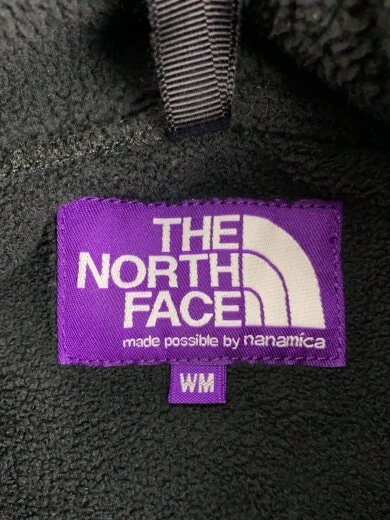 THE
NORTH
FACE
made possible by nanamica
WM